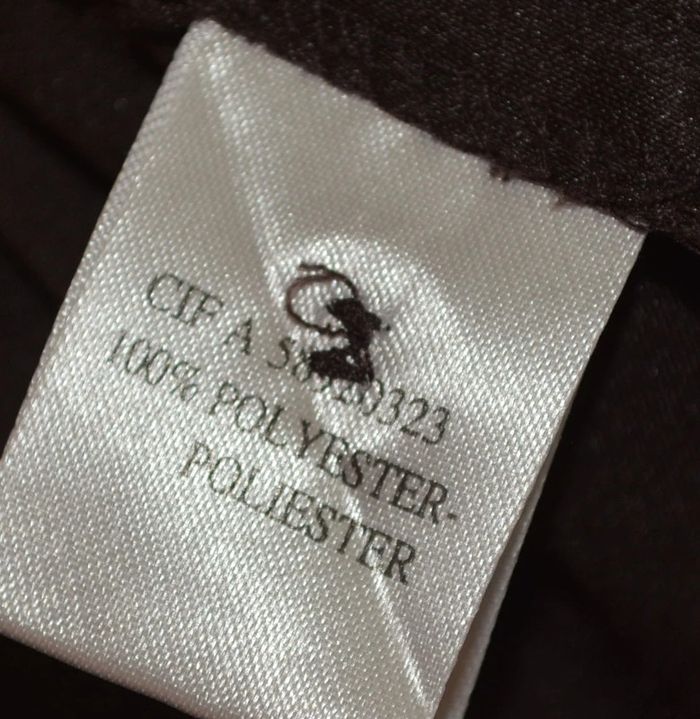 CIF A
100% POLYESTER-
POLIESTER